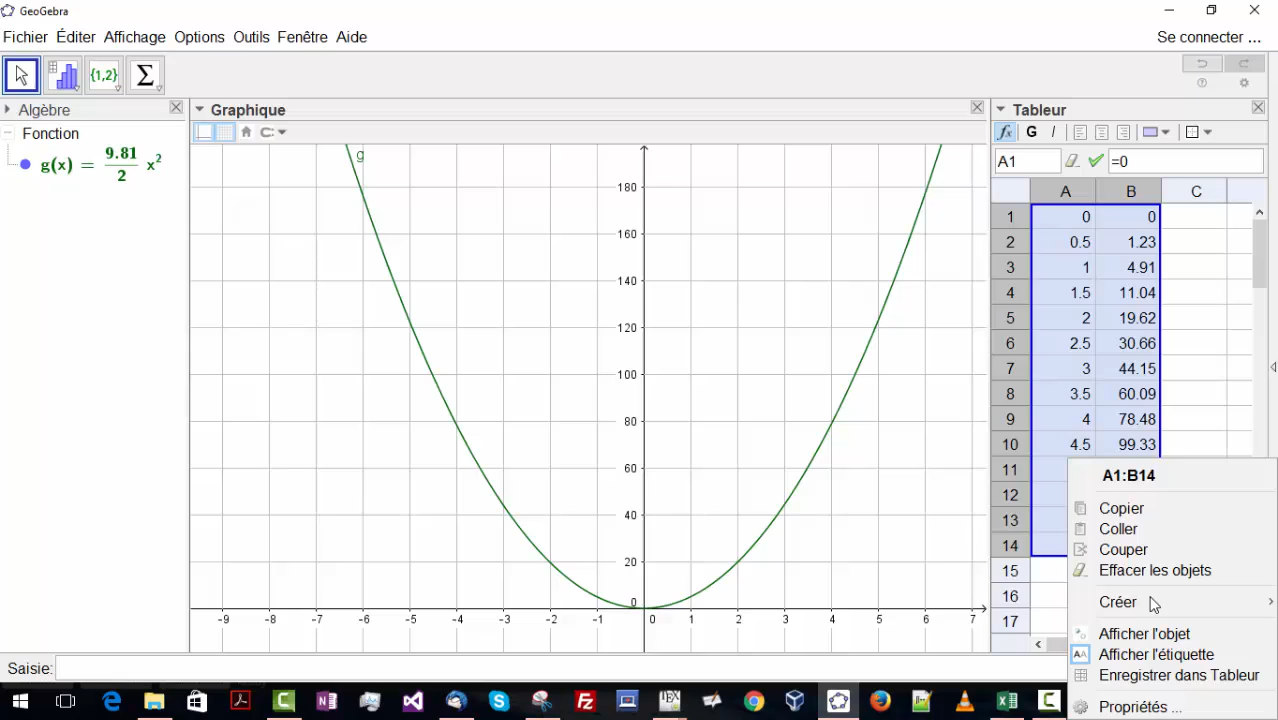 GeoGebra
Fichier Éditer Affichage Options Outils Fenêtre Aide
Se connecter ...
{1,2} Σ
Algèbre
Graphique
Tableur
Fonction
g(x) = 9.81/2 x²
fx G I
A1 =0
g
180
160
140
120
100
80
60
40
20
0
-9 -8 -7 -6 -5 -4 -3 -2 -1 0 1 2 3 4 5 6 7
A B C
1 0 0
2 0.5 1.23
3 1 4.91
4 1.5 11.04
5 2 19.62
6 2.5 30.66
7 3 44.15
8 3.5 60.09
9 4 78.48
10 4.5 99.33
11
12
13
14
15
16
17
A1:B14
Copier
Coller
Couper
Effacer les objets
Créer
Afficher l'objet
AA Afficher l'étiquette
Enregistrer dans Tableur
Propriétés ...
Saisie: